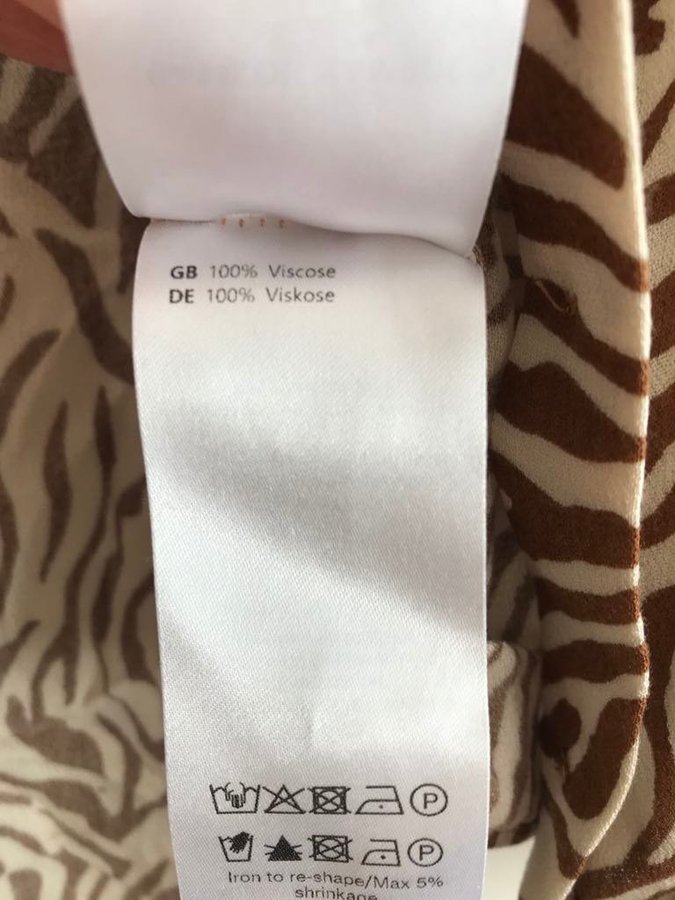 GB 100% Viscose
DE 100% Viskose
P
P
Iron to re-shape/Max 5%
shrinkage